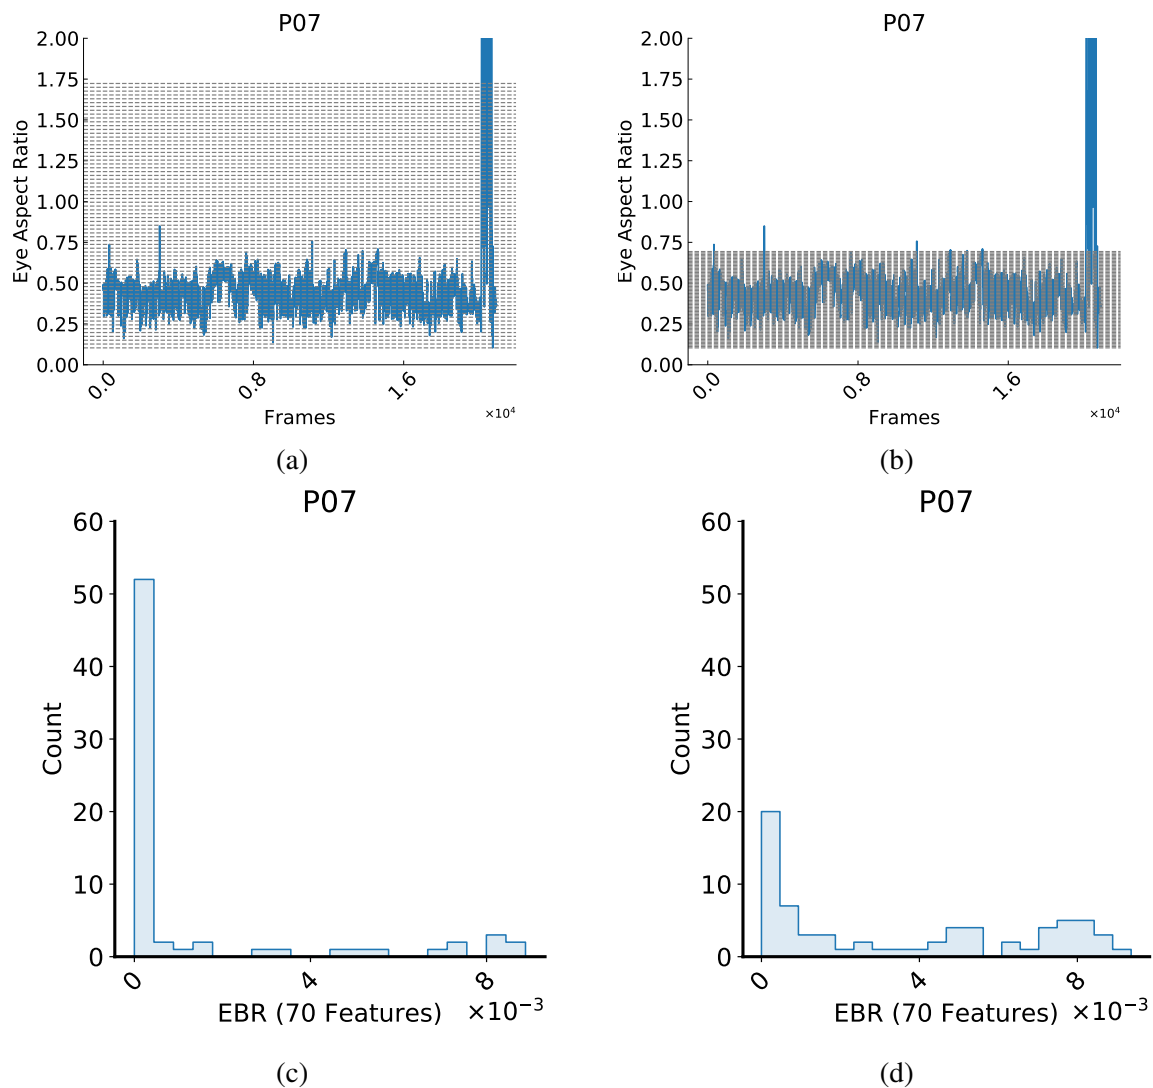 P07
2.00
1.75
1.50
1.25
1.00
0.75
0.50
0.25
0.00
Eye Aspect Ratio
0.0
0.8
1.6
Frames
×10⁴
(a)
P07
2.00
1.75
1.50
1.25
1.00
0.75
0.50
0.25
0.00
Eye Aspect Ratio
0.0
0.8
1.6
Frames
×10⁴
(b)
P07
60
50
40
30
20
10
0
Count
0
4
8
EBR (70 Features) ×10⁻³
(c)
P07
60
50
40
30
20
10
0
Count
0
4
8
EBR (70 Features) ×10⁻³
(d)